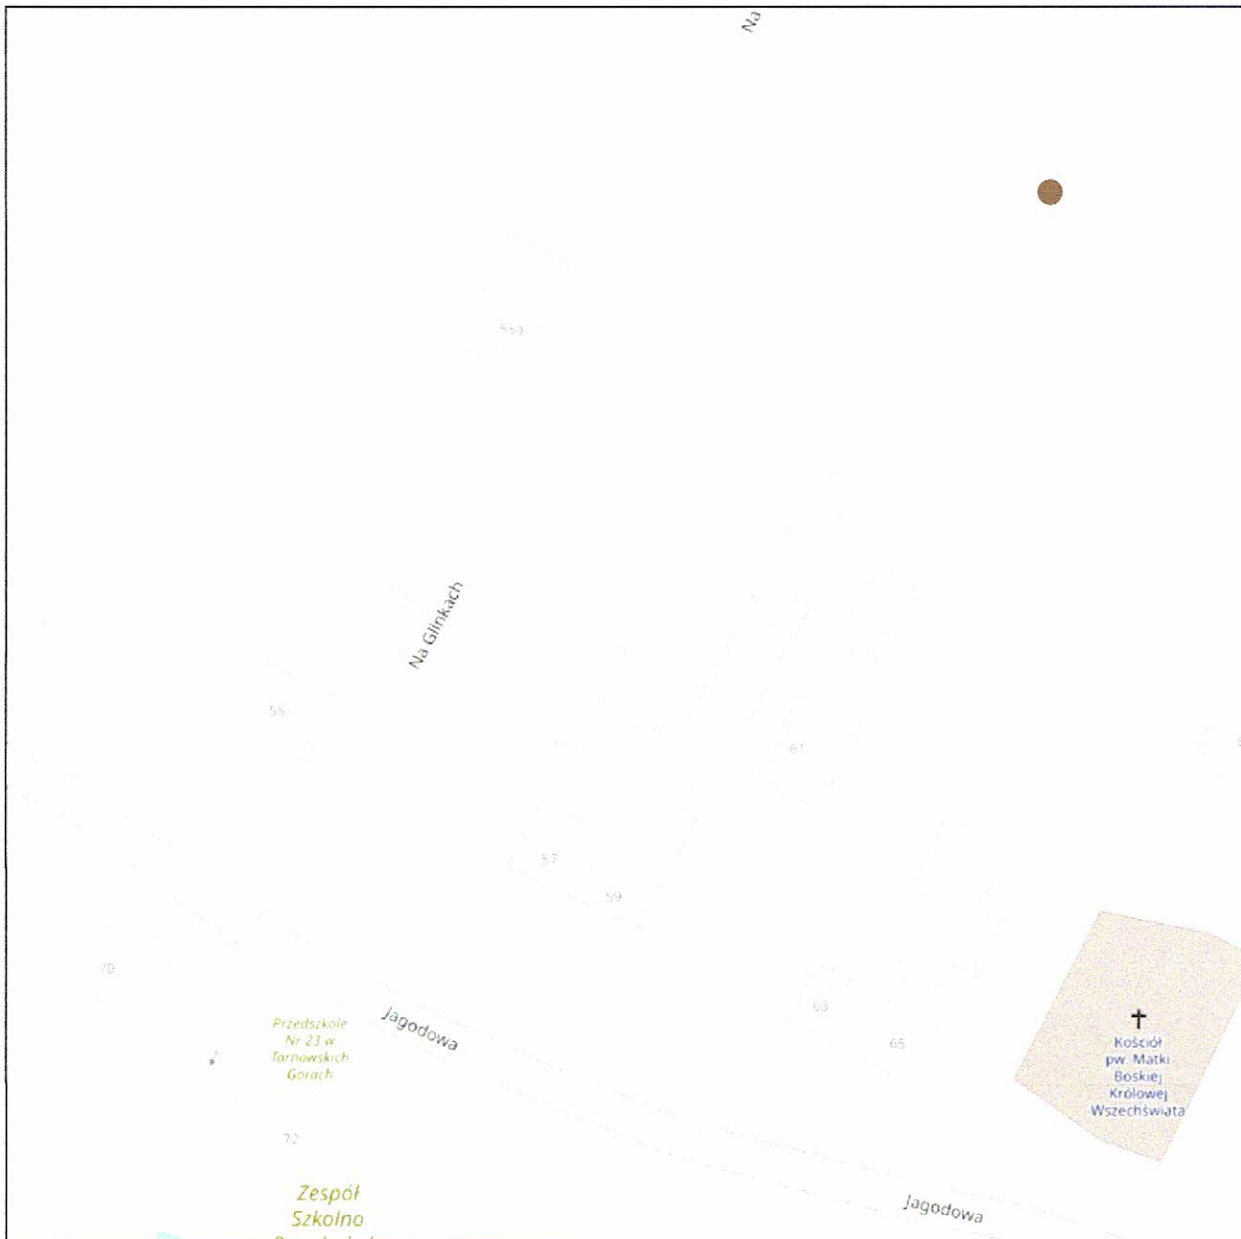 Na
55a
Na Glinkach
55
61
57
59
70
63
65
Przedszkole
Nr 23 w
Tarnowskich
Gorach
Jagodowa
Kościół
pw. Matki
Boskiej
Królowej
Wszechświata
72
Zespół
Szkolno
Jagodowa